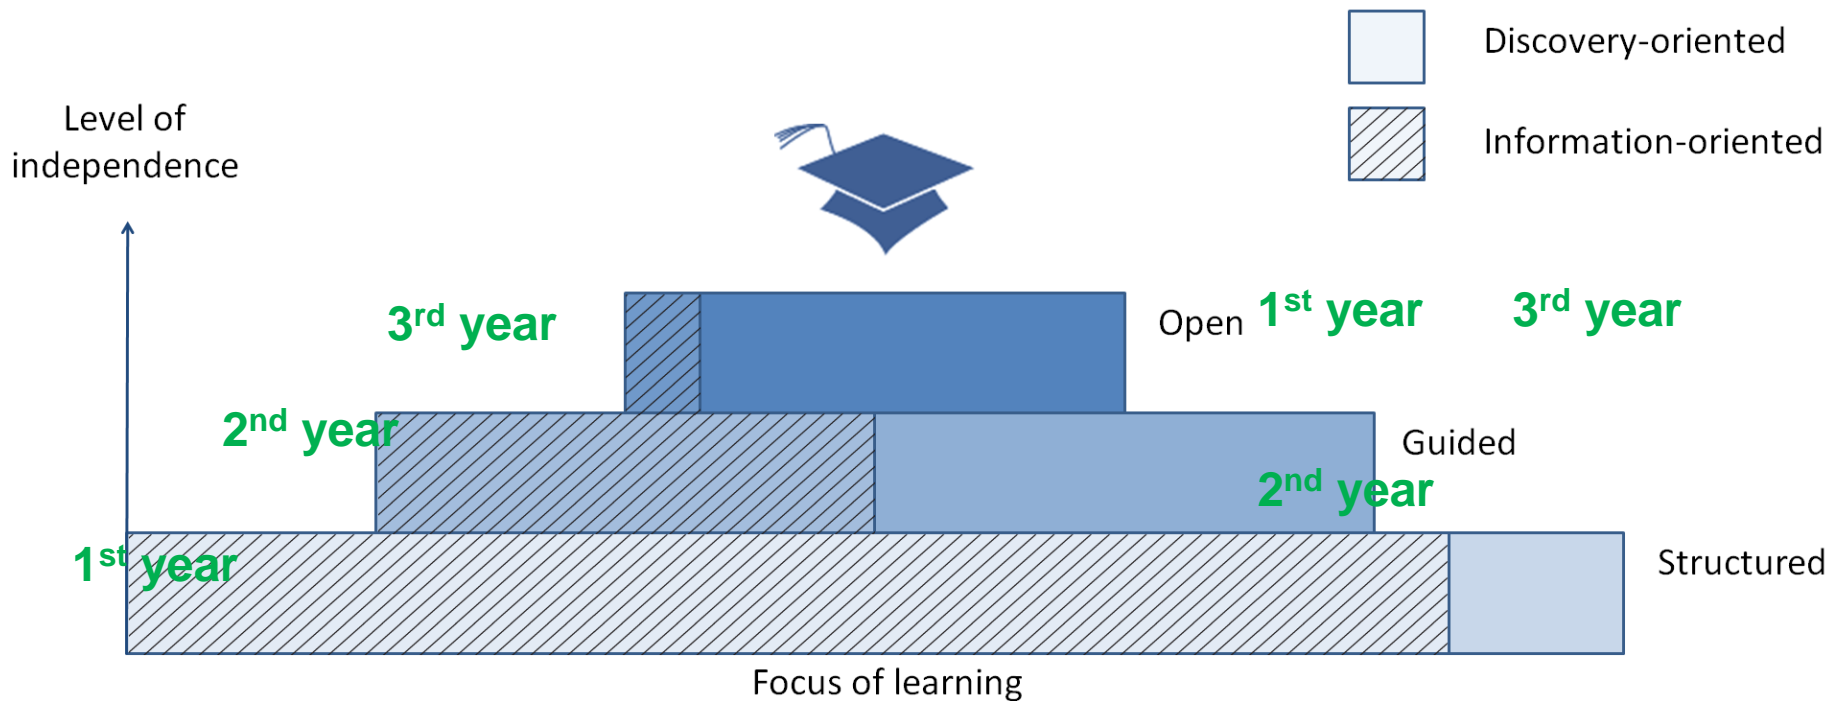 Discovery-oriented
Level of
independence
Information-oriented
3rd year
Open 1st year 3rd year
2nd year
Guided
2nd year
1st year
Structured
Focus of learning